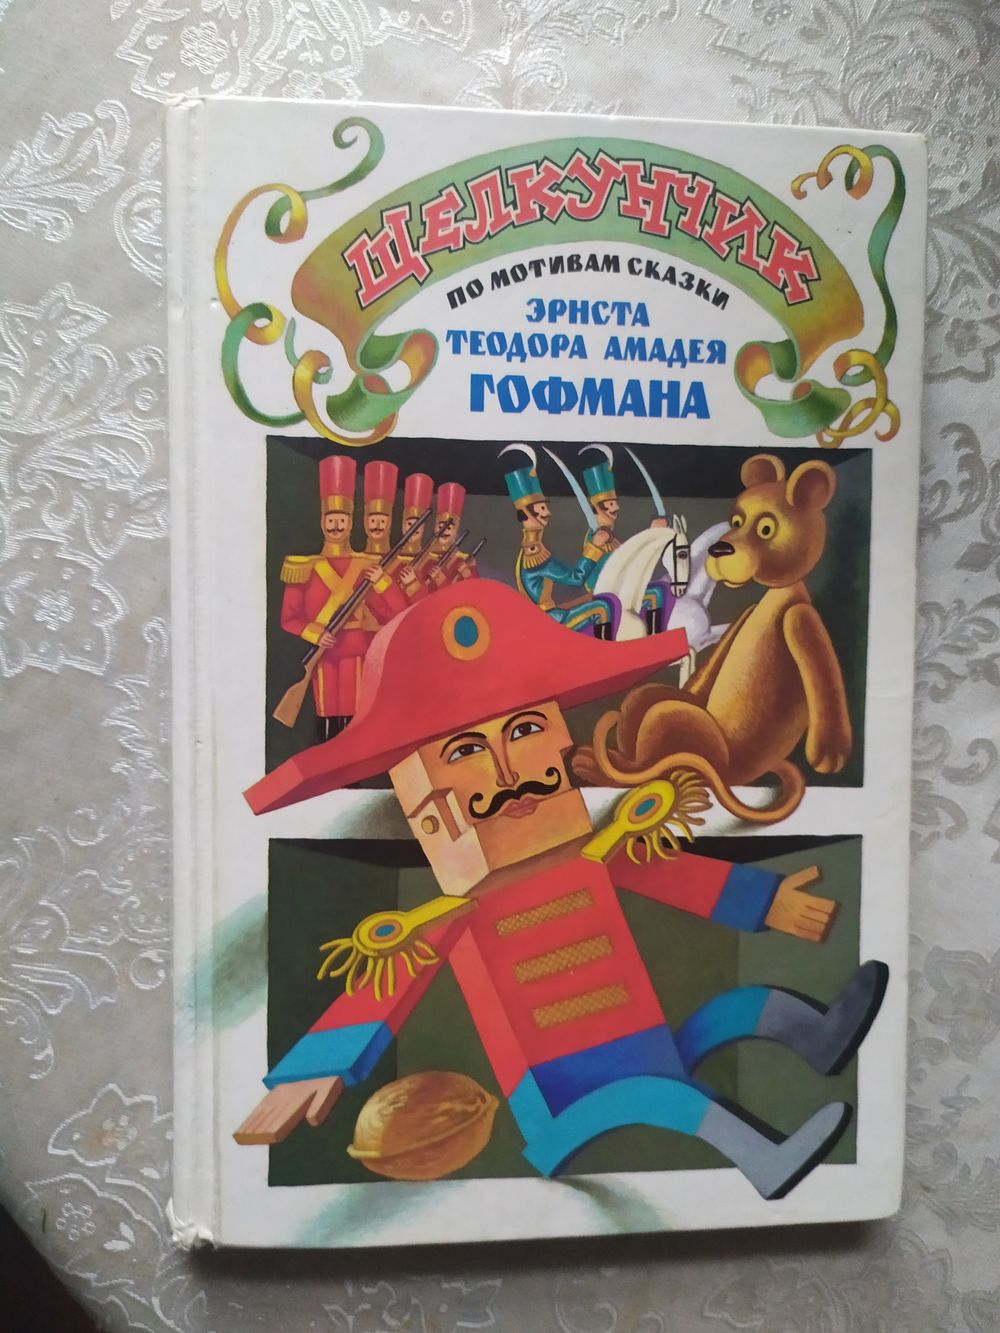 ЩЕЛКУНЧИК
ПО МОТИВАМ СКАЗКИ
ЭРНСТА
ТЕОДОРА АМАДЕЯ
ГОФМАНА